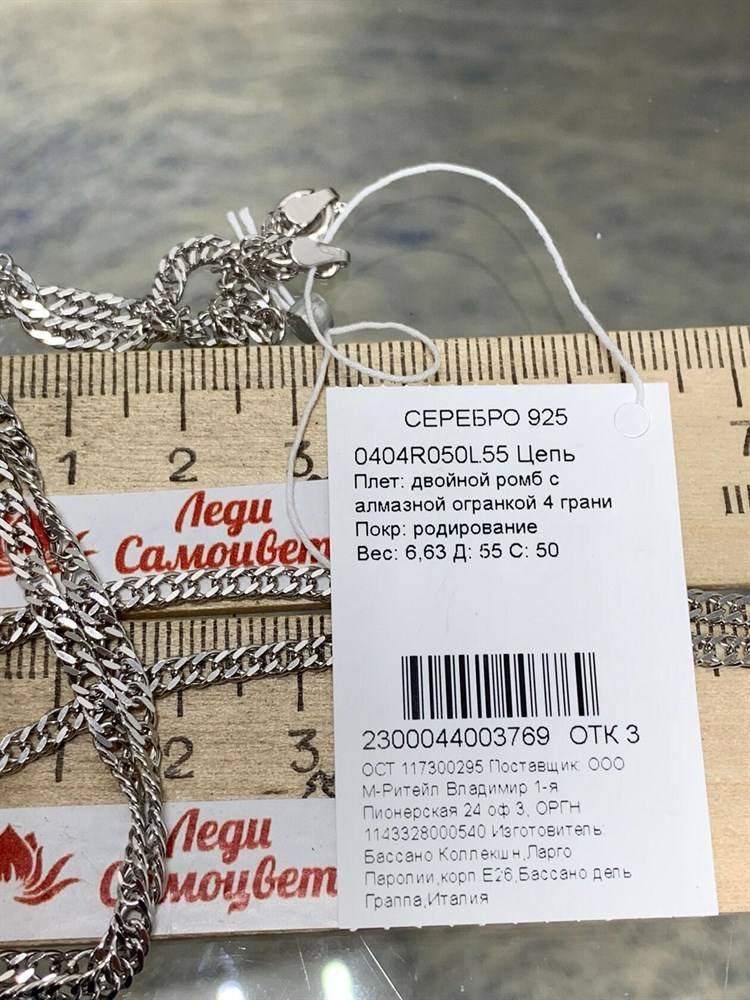 СЕРЕБРО 925
0404R050L55 Цепь
Плет: двойной ромб с
алмазной огранкой 4 грани
Покр: родирование
Вес: 6,63 Д: 55 С: 50
2300044003769 ОТК 3
ОСТ 117300295 Поставщик: ООО
М-Ритейл Владимир 1-я
Пионерская 24 оф 3, ОРГН
1143328000540 Изготовитель:
Бассано Коллекшн,Ларго
Паролии,корп Е26,Бассано дель
Граппа,Италия
1 2 3 7
Леди
Самоцвет
2 3
Леди
Самоцвет